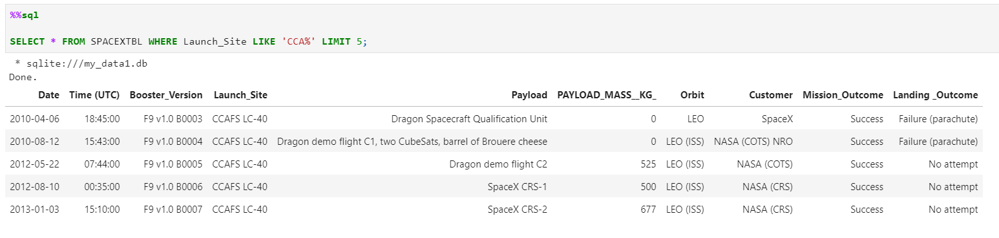 %%sql
SELECT * FROM SPACEXTBL WHERE Launch_Site LIKE 'CCA%' LIMIT 5;
* sqlite:///my_data1.db
Done.
Date Time (UTC) Booster_Version Launch_Site Payload PAYLOAD_MASS__KG_ Orbit Customer Mission_Outcome Landing _Outcome
2010-04-06 18:45:00 F9 v1.0 B0003 CCAFS LC-40 Dragon Spacecraft Qualification Unit 0 LEO SpaceX Success Failure (parachute)
2010-08-12 15:43:00 F9 v1.0 B0004 CCAFS LC-40 Dragon demo flight C1, two CubeSats, barrel of Brouere cheese 0 LEO (ISS) NASA (COTS) NRO Success Failure (parachute)
2012-05-22 07:44:00 F9 v1.0 B0005 CCAFS LC-40 Dragon demo flight C2 525 LEO (ISS) NASA (COTS) Success No attempt
2012-08-10 00:35:00 F9 v1.0 B0006 CCAFS LC-40 SpaceX CRS-1 500 LEO (ISS) NASA (CRS) Success No attempt
2013-01-03 15:10:00 F9 v1.0 B0007 CCAFS LC-40 SpaceX CRS-2 677 LEO (ISS) NASA (CRS) Success No attempt